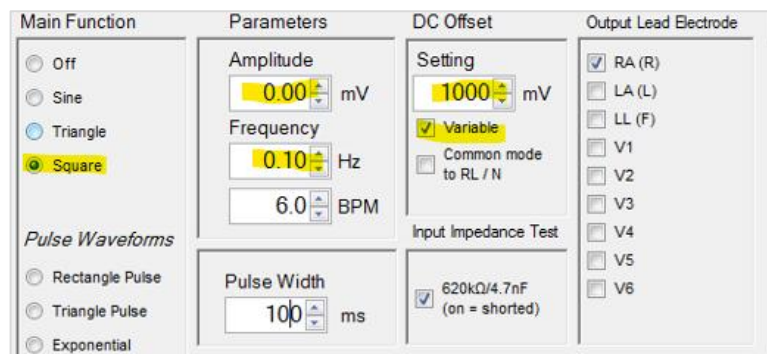 Main Function
Off
Sine
Triangle
Square
Pulse Waveforms
Rectangle Pulse
Triangle Pulse
Exponential
Parameters
Amplitude
0.00 mV
Frequency
0.10 Hz
6.0 BPM
Pulse Width
100 ms
DC Offset
Setting
1000 mV
Variable
Common mode
to RL / N
Input Impedance Test
620kΩ/4.7nF
(on = shorted)
Output Lead Electrode
RA (R)
LA (L)
LL (F)
V1
V2
V3
V4
V5
V6